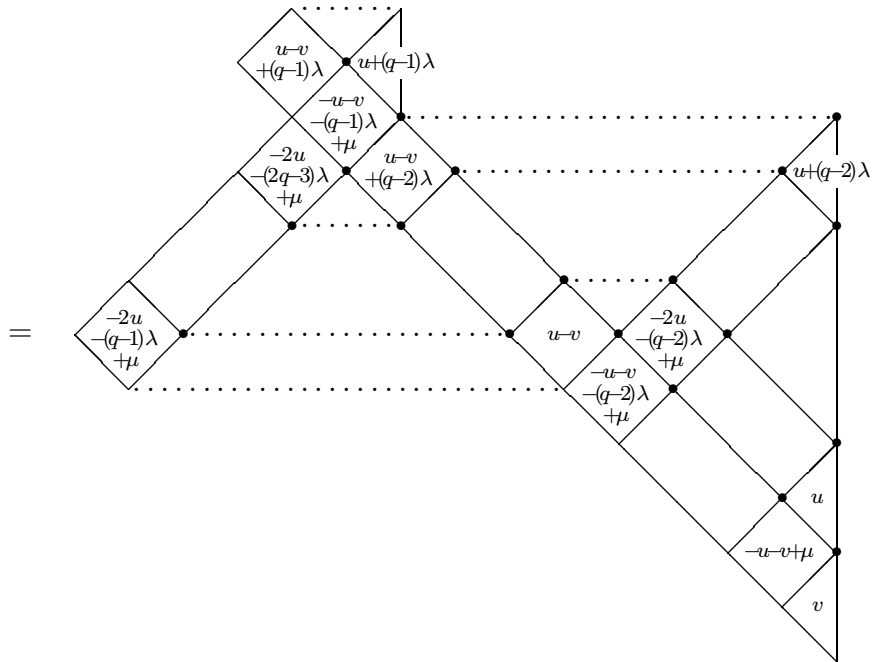 u−v
+(q−1)λ
u+(q−1)λ
−u−v
−(q−1)λ
+μ
−2u
−(2q−3)λ
+μ
u−v
+(q−2)λ
u+(q−2)λ
=
−2u
−(q−1)λ
+μ
u−v
−2u
−(q−2)λ
+μ
−u−v
−(q−2)λ
+μ
u
−u−v+μ
v